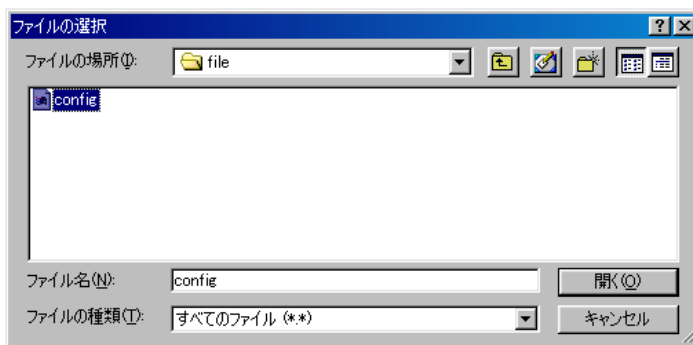 ファイルの選択
ファイルの場所(I):
file
config
ファイル名(N):
config
開く(O)
ファイルの種類(T):
すべてのファイル (*.*)
キャンセル